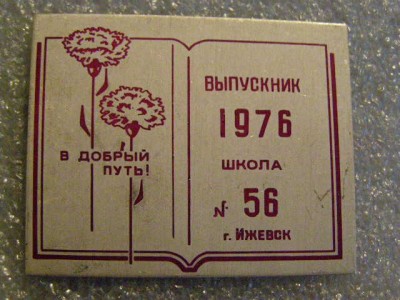 В ДОБРЫЙ
ПУТЬ!
ВЫПУСКНИК
1976
ШКОЛА
№ 56
г. ИЖЕВСК